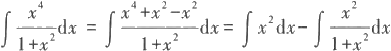 ∫ x⁴/(1+x²) dx = ∫ (x⁴+x²−x²)/(1+x²) dx = ∫ x² dx − ∫ x²/(1+x²) dx